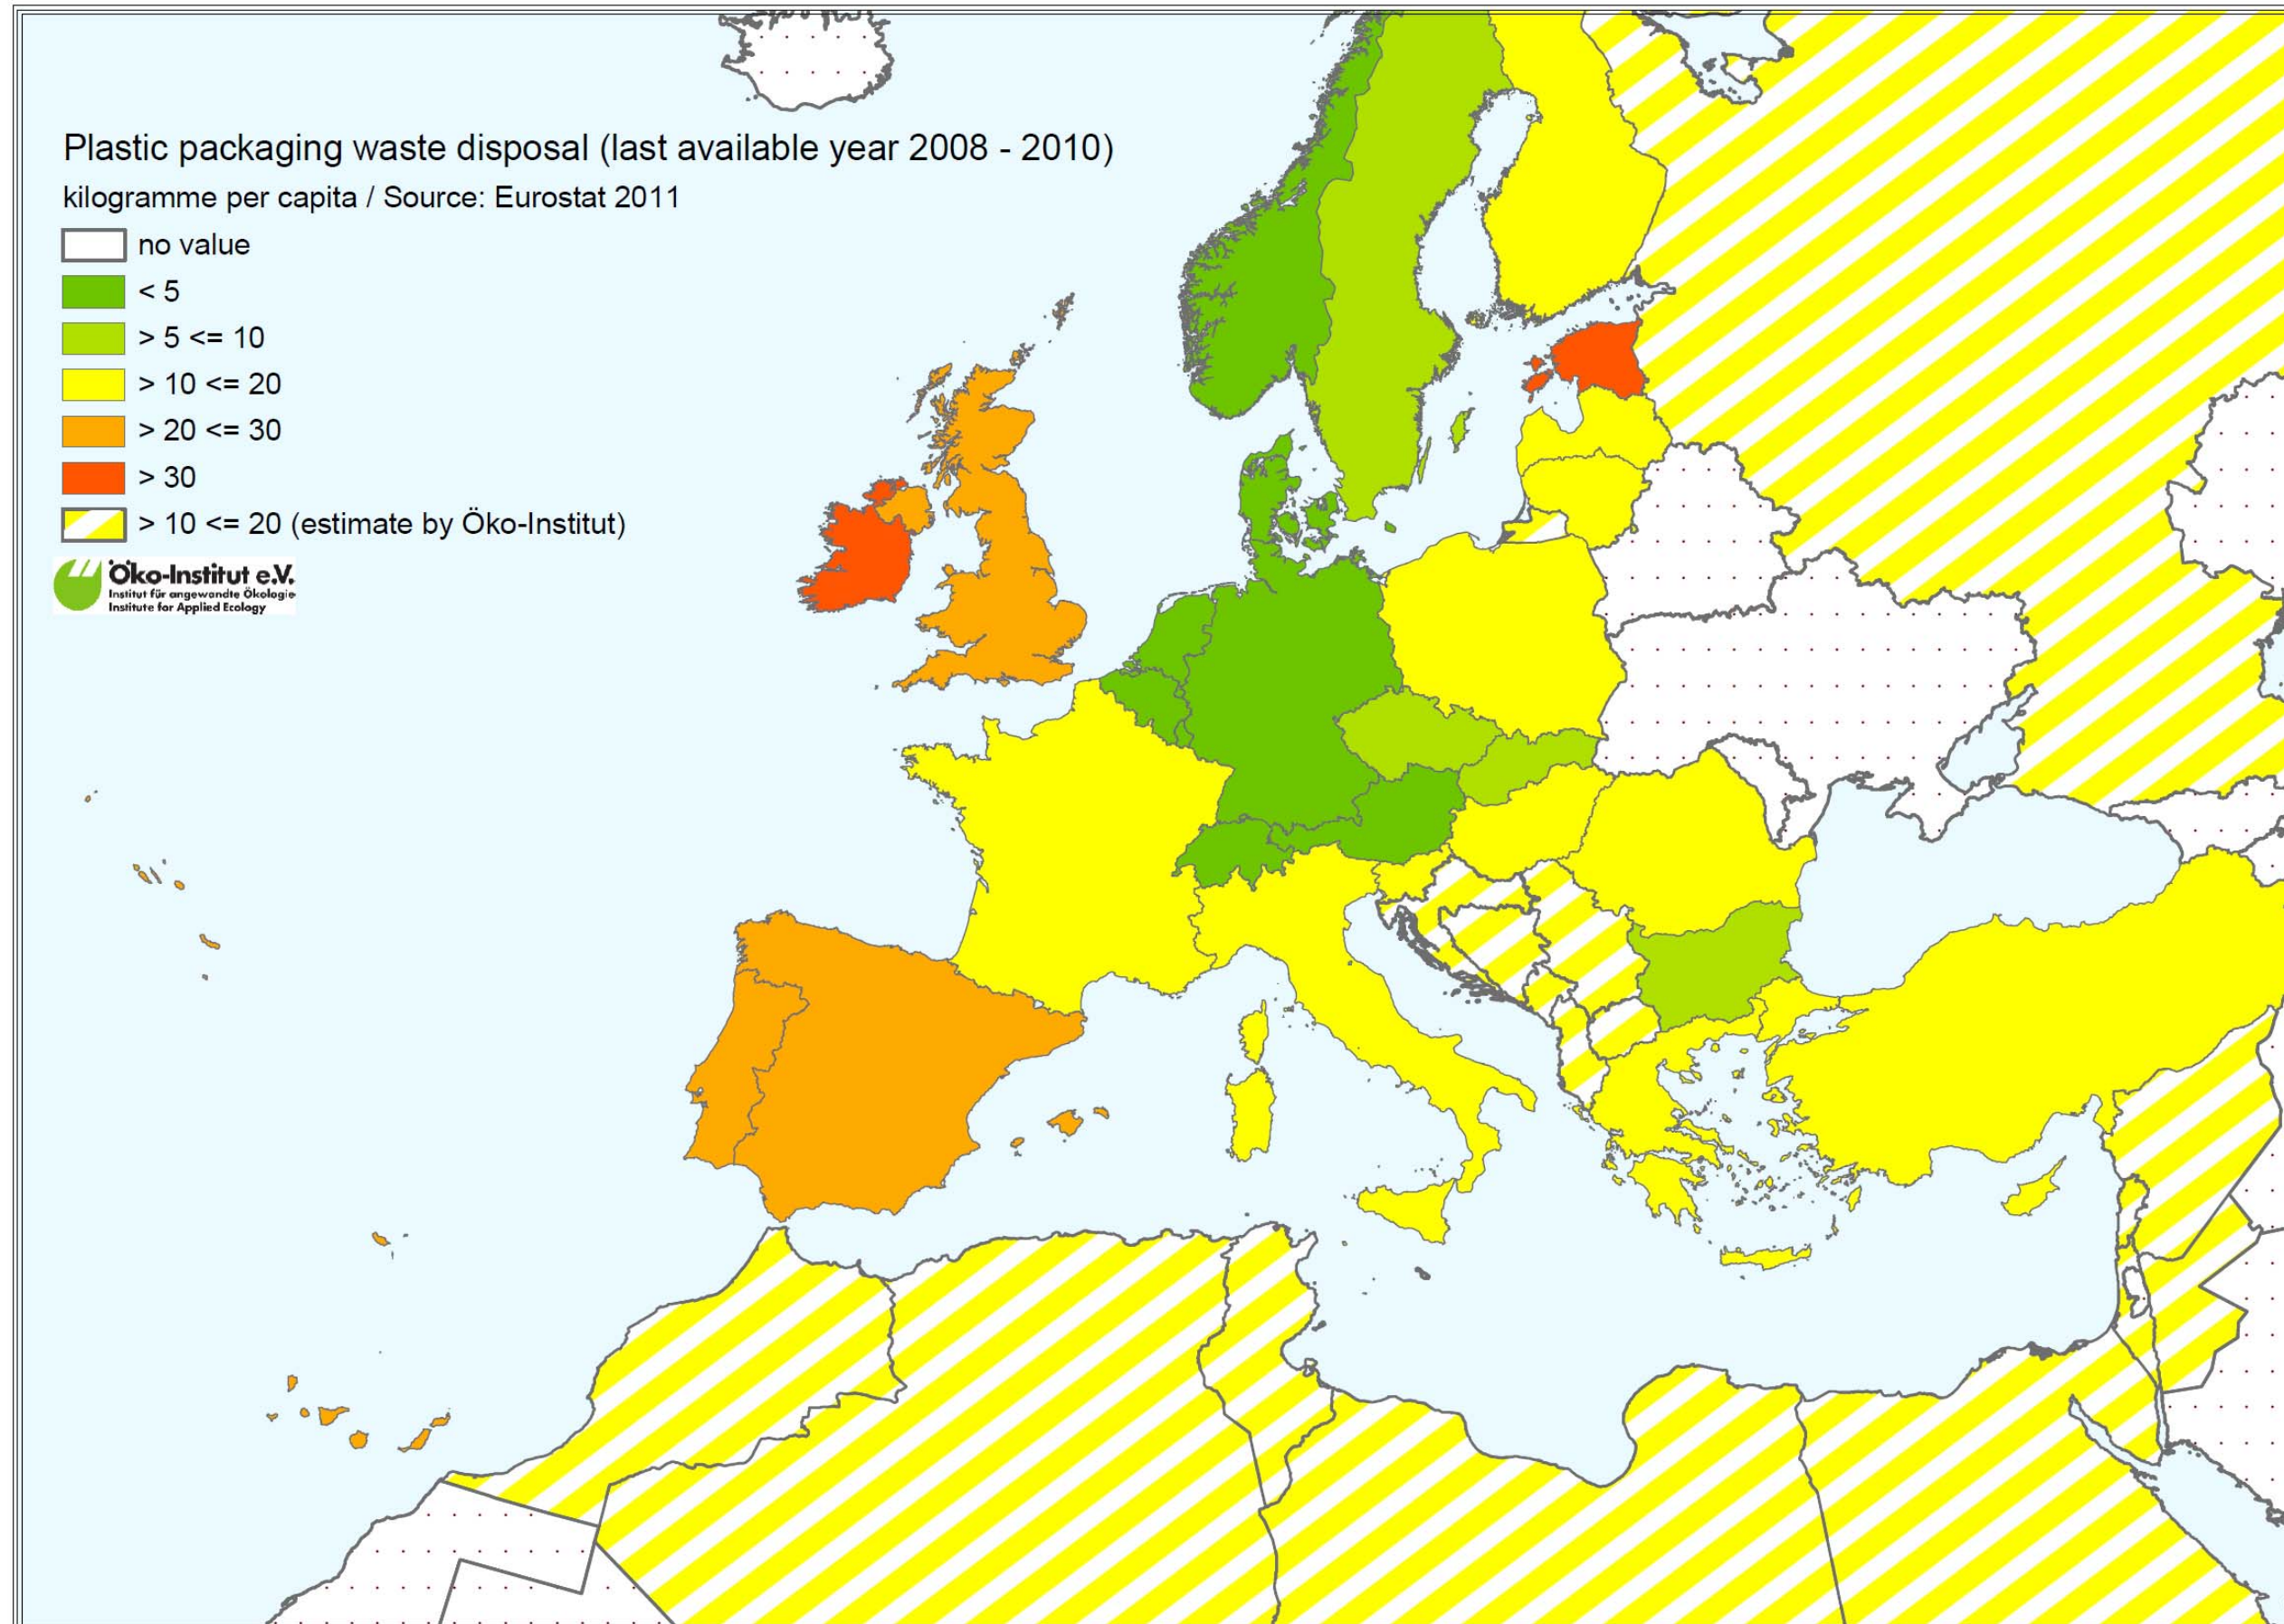 Plastic packaging waste disposal (last available year 2008 - 2010)
kilogramme per capita / Source: Eurostat 2011
no value
< 5
> 5 <= 10
> 10 <= 20
> 20 <= 30
> 30
> 10 <= 20 (estimate by Öko-Institut)
Öko-Institut e.V.
Institut für angewandte Ökologie
Institute for Applied Ecology